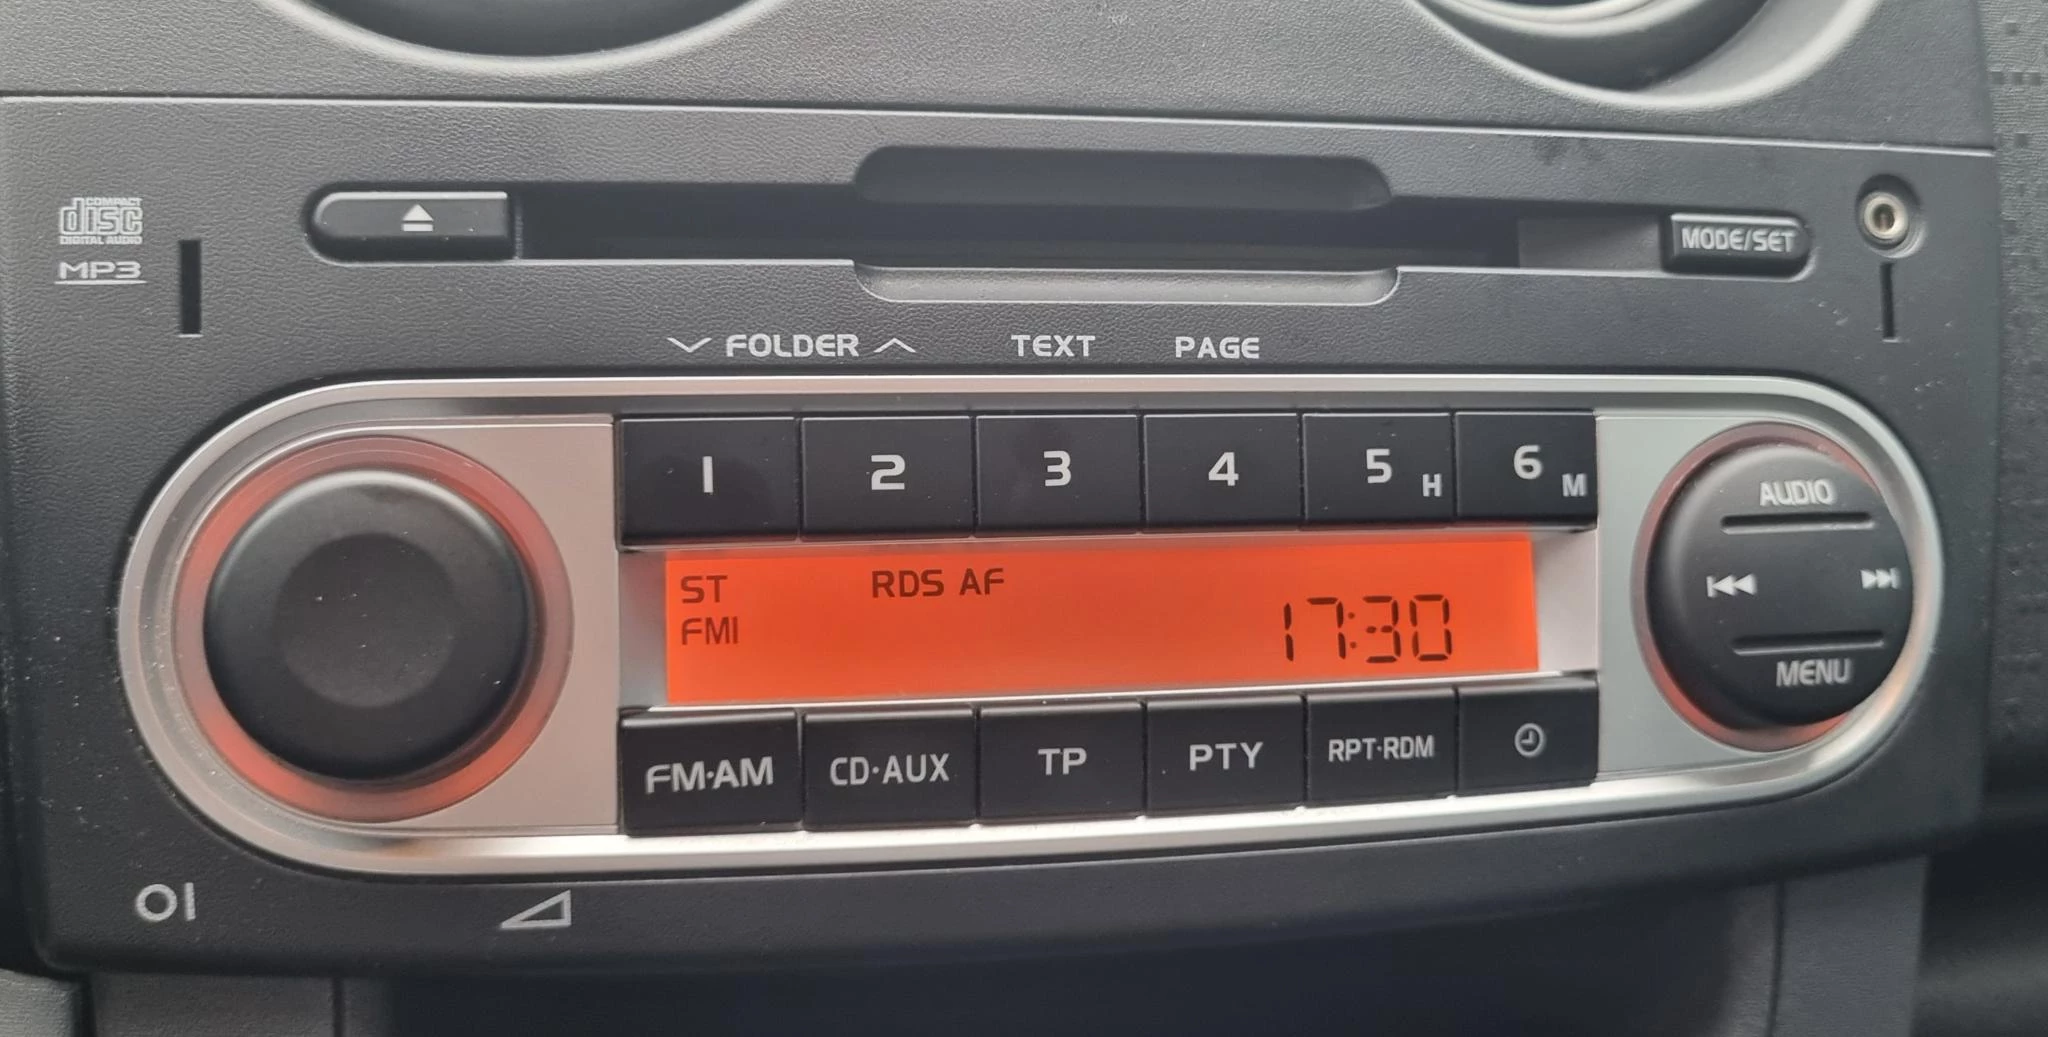 COMPACT
disc
DIGITAL AUDIO
MP3
MODE/SET
FOLDER TEXT PAGE
1 2 3 4 5 H 6 M
AUDIO
ST RDS AF
FM1
17:30
MENU
FM·AM CD·AUX TP PTY RPT·RDM
OI